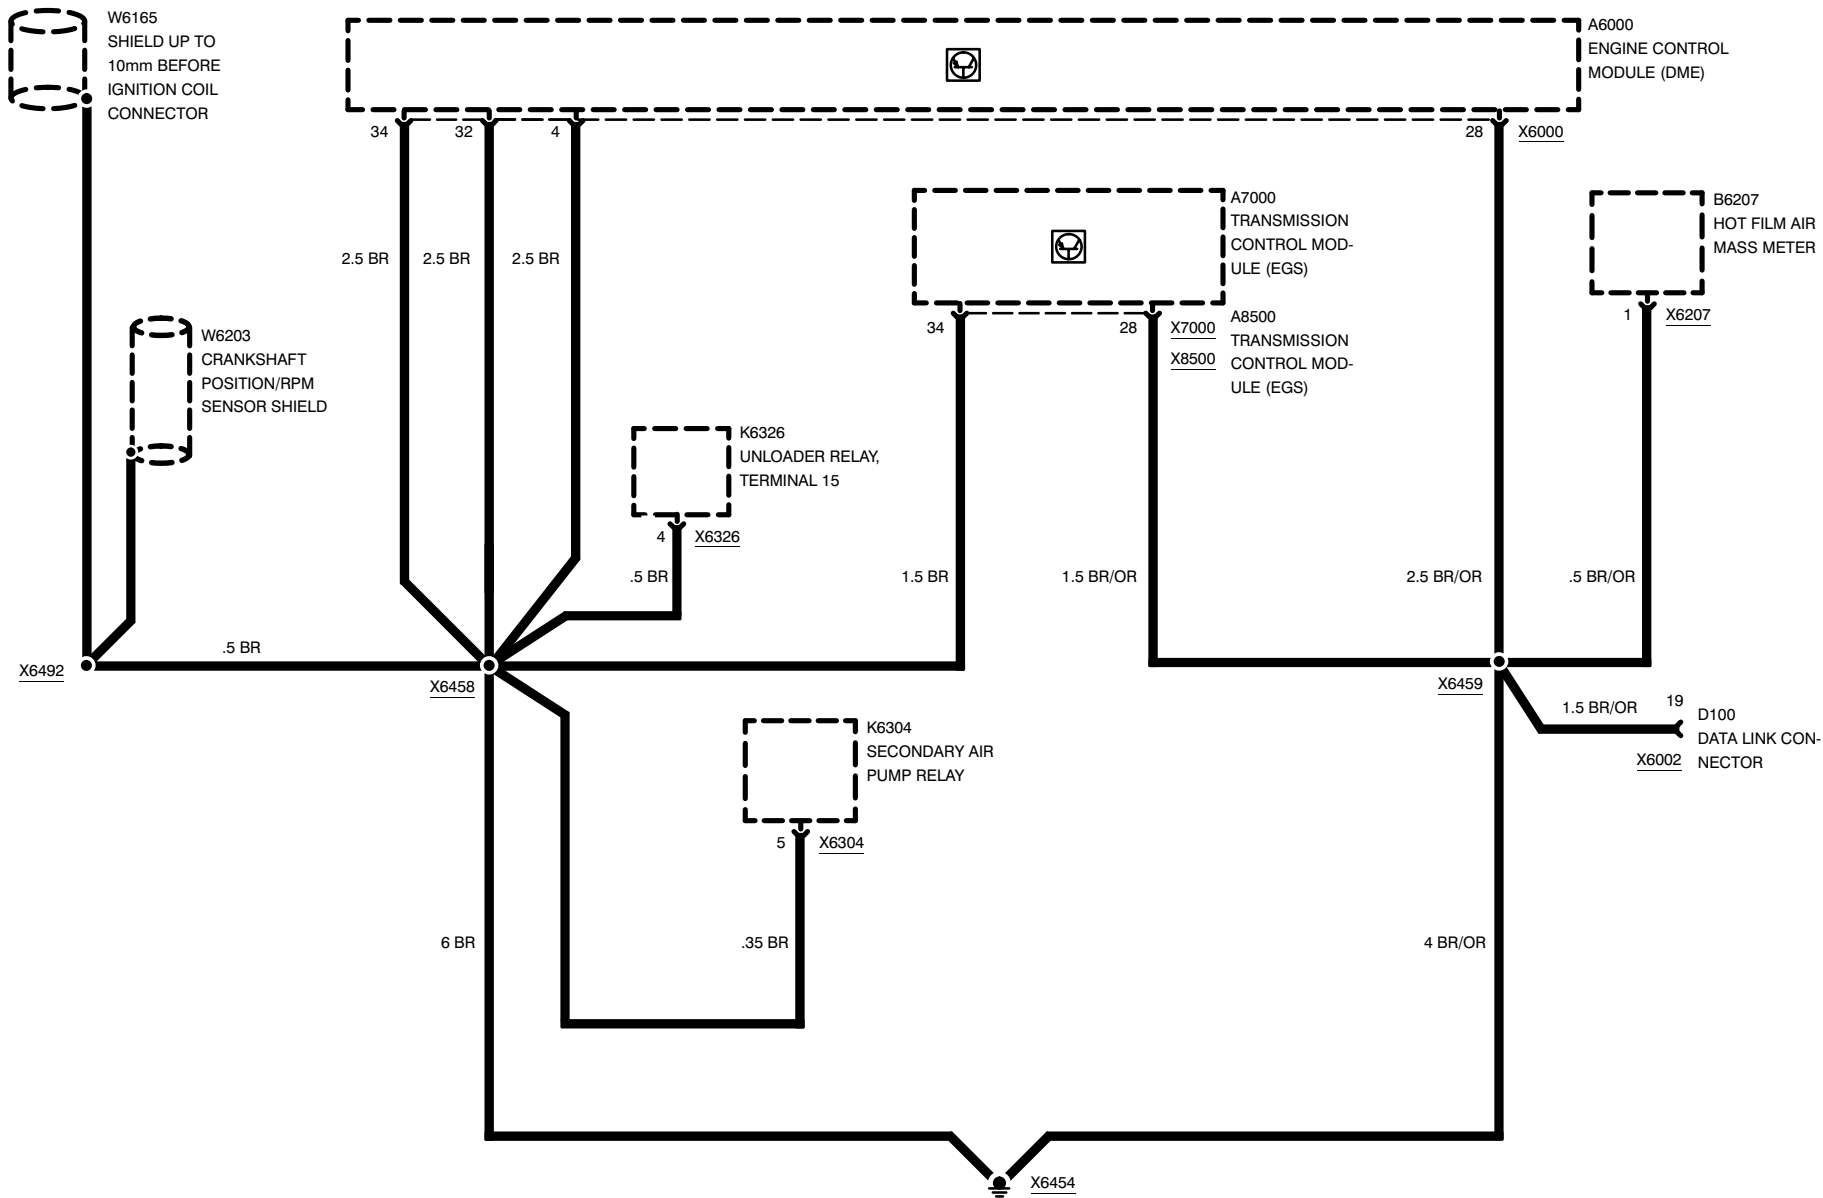 W6165
SHIELD UP TO
10mm BEFORE
IGNITION COIL
CONNECTOR
A6000
ENGINE CONTROL
MODULE (DME)
34
32
4
28
X6000
A7000
TRANSMISSION
CONTROL MOD-
ULE (EGS)
B6207
HOT FILM AIR
MASS METER
2.5 BR
2.5 BR
2.5 BR
34
28
X7000
X8500
A8500
TRANSMISSION
CONTROL MOD-
ULE (EGS)
1
X6207
W6203
CRANKSHAFT
POSITION/RPM
SENSOR SHIELD
K6326
UNLOADER RELAY,
TERMINAL 15
4
X6326
.5 BR
1.5 BR
1.5 BR/OR
2.5 BR/OR
.5 BR/OR
.5 BR
X6492
X6458
X6459
1.5 BR/OR
19
X6002
D100
DATA LINK CON-
NECTOR
K6304
SECONDARY AIR
PUMP RELAY
5
X6304
6 BR
.35 BR
4 BR/OR
X6454